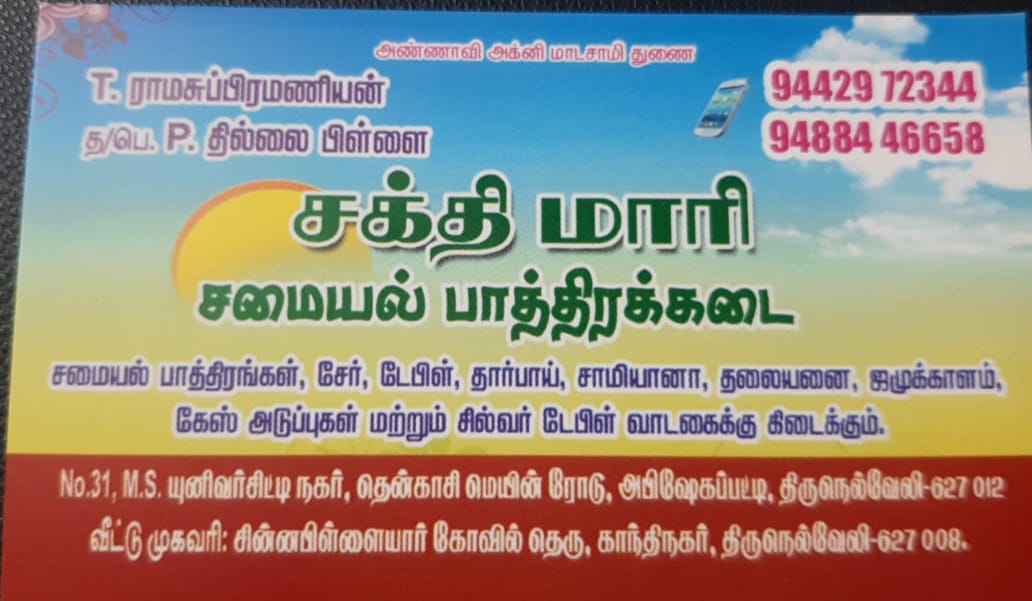 அண்ணாவி அக்னி மாடசாமி துணை
T. ராமசுப்பிரமணியன்
த/பெ. P. தில்லை பிள்ளை
94429 72344
94884 46658
சக்தி மாரி
சமையல் பாத்திரக்கடை
சமையல் பாத்திரங்கள், சேர், டேபிள், தார்பாய், சாமியானா, தலையனை, ஜமுக்காளம்,
கேஸ் அடுப்புகள் மற்றும் சில்வர் டேபிள் வாடகைக்கு கிடைக்கும்.
No.31, M.S. யுனிவர்சிட்டி நகர், தென்காசி மெயின் ரோடு, அபிஷேகப்பட்டி, திருநெல்வேலி-627 012
வீட்டு முகவரி: சின்னபிள்ளையார் கோவில் தெரு, காந்திநகர், திருநெல்வேலி-627 008.